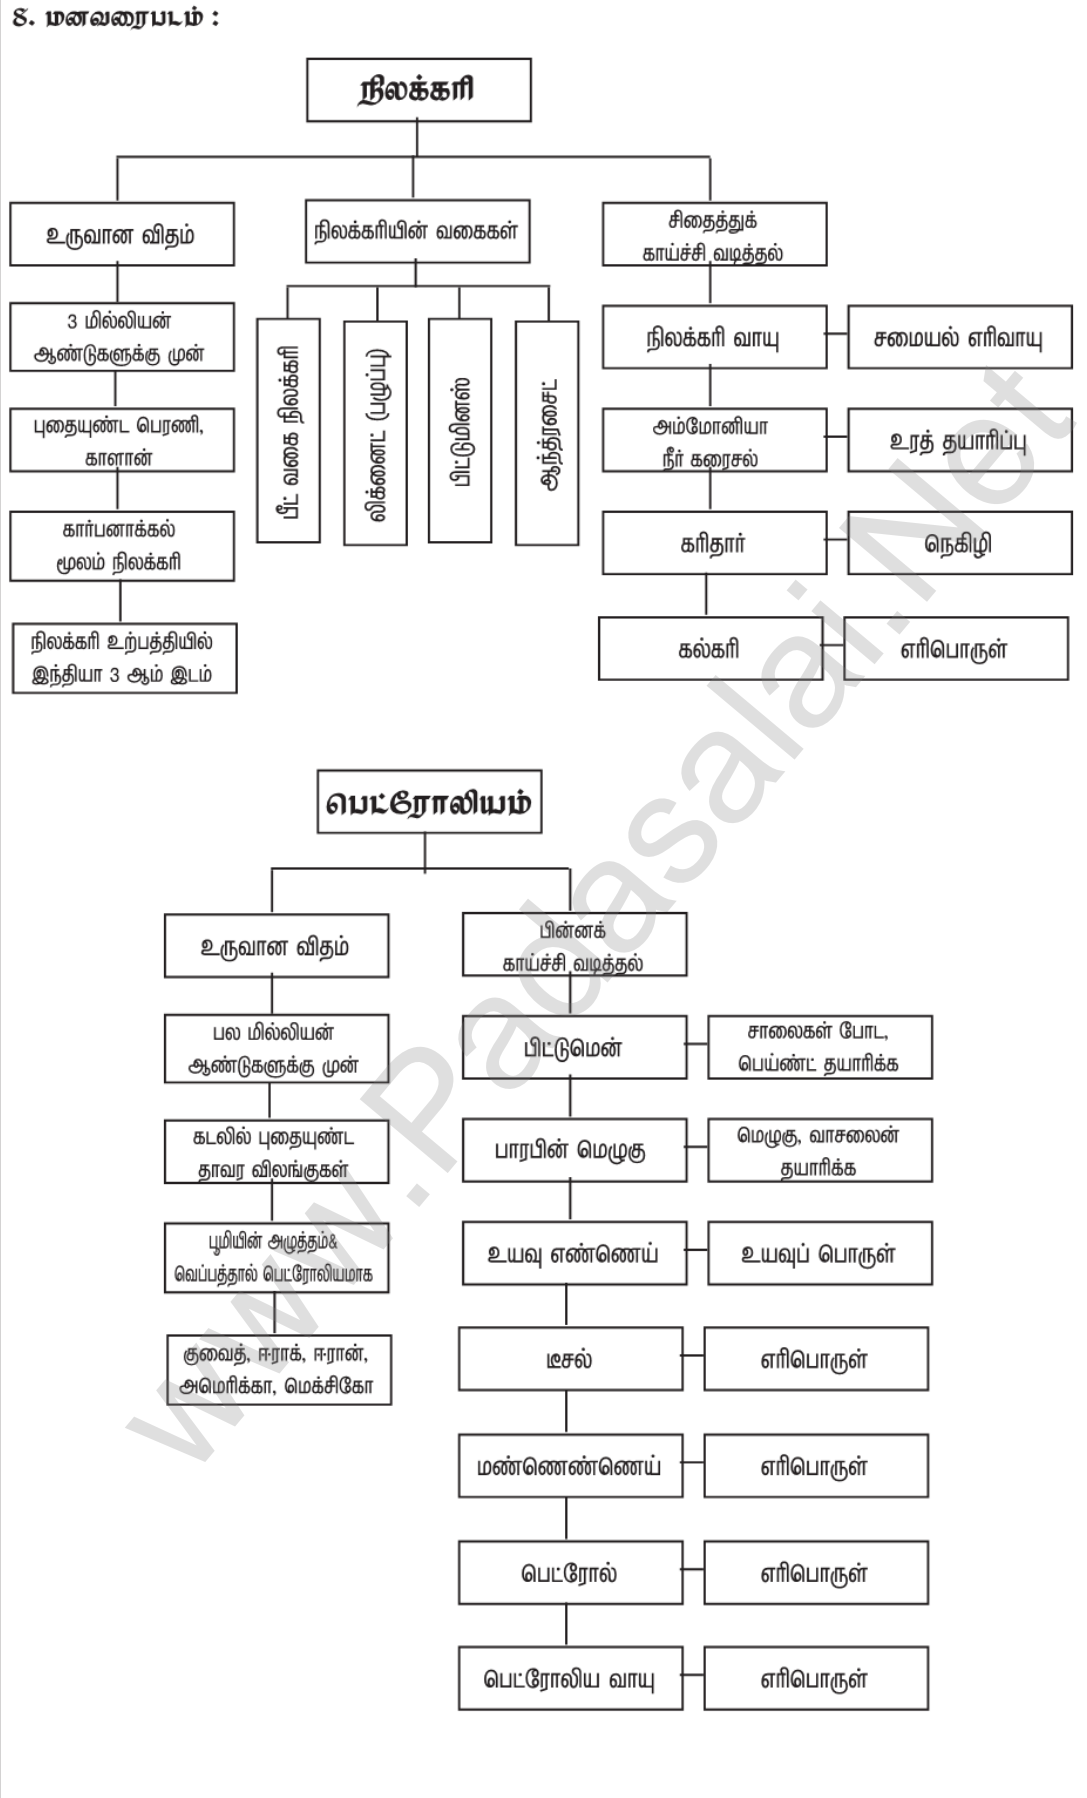 8. மனவரைபடம் :
நிலக்கரி
உருவான விதம்
3 மில்லியன்
ஆண்டுகளுக்கு முன்
புதையுண்ட பெரணி,
காளான்
கார்பனாக்கல்
மூலம் நிலக்கரி
நிலக்கரி உற்பத்தியில்
இந்தியா 3 ஆம் இடம்
நிலக்கரியின் வகைகள்
பீட் வகை நிலக்கரி
லிக்னைட் (பழுப்பு)
பிட்டுமினஸ்
ஆந்த்ரசைட்
சிதைத்துக்
காய்ச்சி வடித்தல்
நிலக்கரி வாயு
சமையல் எரிவாயு
அம்மோனியா
நீர் கரைசல்
உரத் தயாரிப்பு
கரிதார்
நெகிழி
கல்கரி
எரிபொருள்
பெட்ரோலியம்
உருவான விதம்
பல மில்லியன்
ஆண்டுகளுக்கு முன்
கடலில் புதையுண்ட
தாவர விலங்குகள்
பூமியின் அழுத்தம்&
வெப்பத்தால் பெட்ரோலியமாக
குவைத், ஈராக், ஈரான்,
அமெரிக்கா, மெக்சிகோ
பின்னக்
காய்ச்சி வடித்தல்
பிட்டுமென்
சாலைகள் போட,
பெய்ண்ட் தயாரிக்க
பாரபின் மெழுகு
மெழுகு, வாசலைன்
தயாரிக்க
உயவு எண்ணெய்
உயவுப் பொருள்
டீசல்
எரிபொருள்
மண்ணெண்ணெய்
எரிபொருள்
பெட்ரோல்
எரிபொருள்
பெட்ரோலிய வாயு
எரிபொருள்
www.Padasalai.Net